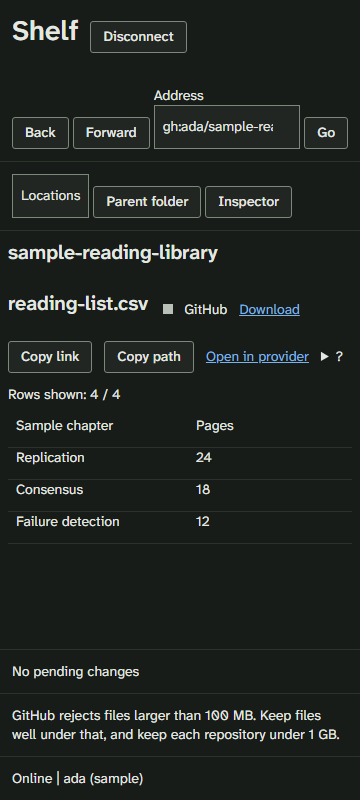 Shelf Disconnect
Address
Back Forward gh:ada/sample-rea Go
Locations Parent folder Inspector
sample-reading-library
reading-list.csv GitHub Download
Copy link Copy path Open in provider ?
Rows shown: 4 / 4
Sample chapter Pages
Replication 24
Consensus 18
Failure detection 12
No pending changes
GitHub rejects files larger than 100 MB. Keep files
well under that, and keep each repository under 1 GB.
Online | ada (sample)